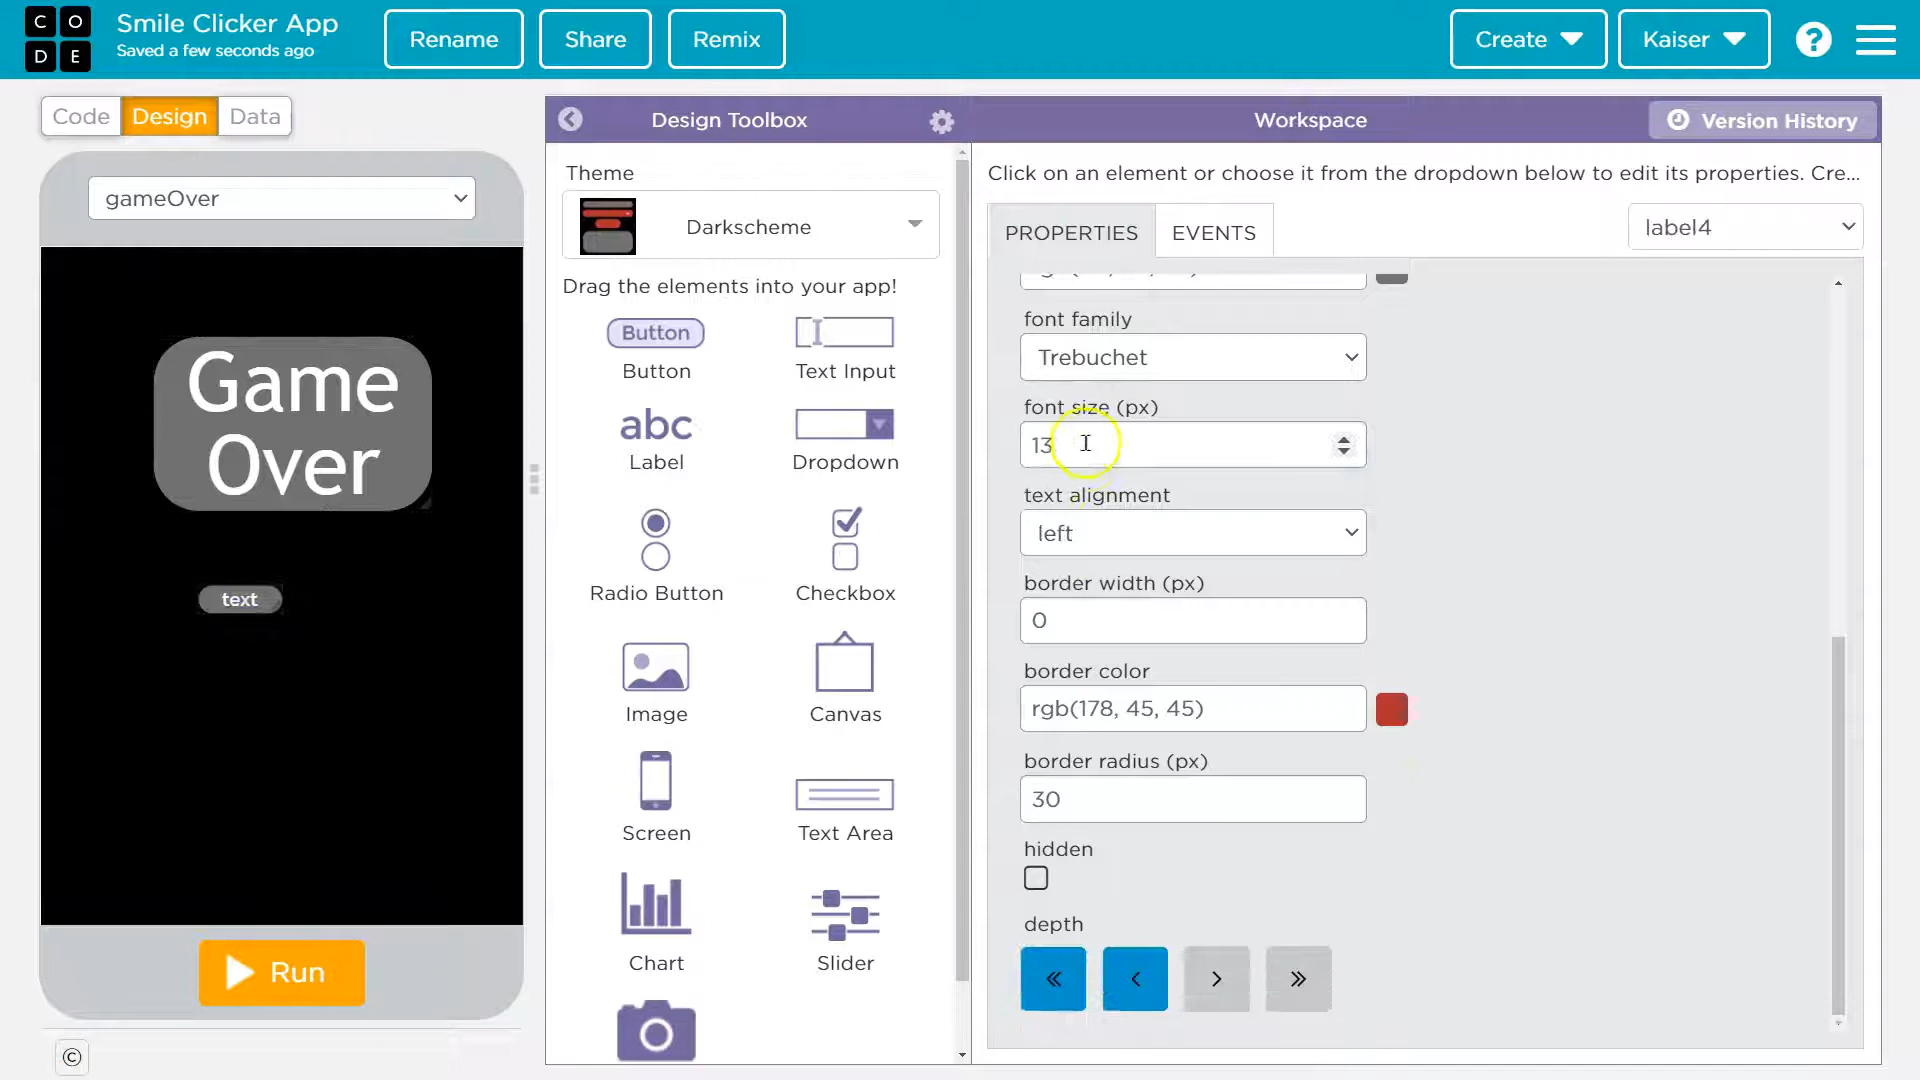 C O
D E
Smile Clicker App
Saved a few seconds ago
Rename
Share
Remix
Create
Kaiser
?
Code
Design
Data
gameOver
Game
Over
text
Run
©
Design Toolbox
Theme
Darkscheme
Drag the elements into your app!
Button
Button
Text Input
abc
Label
Dropdown
Radio Button
Checkbox
Image
Canvas
Screen
Text Area
Chart
Slider
Workspace
Version History
Click on an element or choose it from the dropdown below to edit its properties. Cre...
PROPERTIES
EVENTS
label4
font family
Trebuchet
font size (px)
13
text alignment
left
border width (px)
0
border color
rgb(178, 45, 45)
border radius (px)
30
hidden
depth